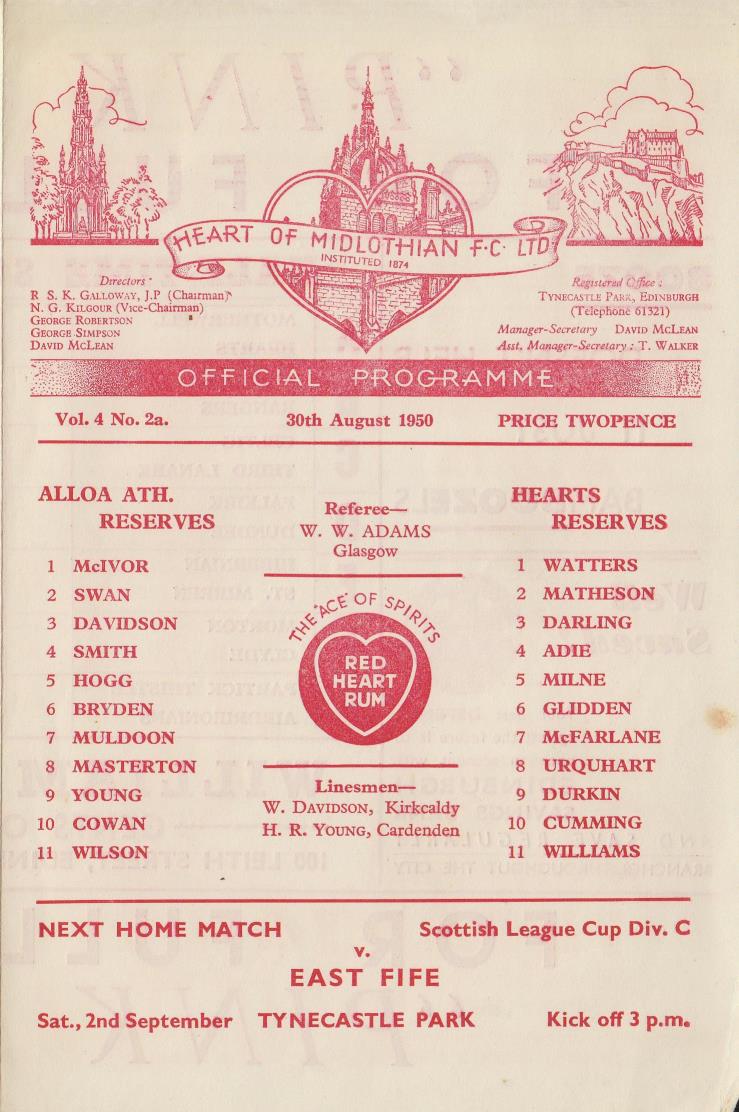 HEART OF MIDLOTHIAN F.C. LTD
INSTITUTED 1874
Directors
R S. K. GALLOWAY, J.P (Chairman)
N. G. KILGOUR (Vice-Chairman)
GEORGE ROBERTSON
GEORGE SIMPSON
DAVID MCLEAN
Registered Office :
TYNECASTLE PARK, EDINBURGH
(Telephone 61321)
Manager-Secretary DAVID MCLEAN
Asst. Manager-Secretary : T. WALKER
OFFICIAL PROGRAMME
Vol. 4 No. 2a. 30th August 1950 PRICE TWOPENCE
ALLOA ATH.
RESERVES
1 McIVOR
2 SWAN
3 DAVIDSON
4 SMITH
5 HOGG
6 BRYDEN
7 MULDOON
8 MASTERTON
9 YOUNG
10 COWAN
11 WILSON
Referee—
W. W. ADAMS
Glasgow
THE "ACE" OF SPIRITS
RED
HEART
RUM
Linesmen—
W. DAVIDSON, Kirkcaldy
H. R. YOUNG, Cardenden
HEARTS
RESERVES
1 WATTERS
2 MATHESON
3 DARLING
4 ADIE
5 MILNE
6 GLIDDEN
7 McFARLANE
8 URQUHART
9 DURKIN
10 CUMMING
11 WILLIAMS
NEXT HOME MATCH Scottish League Cup Div. C
v.
EAST FIFE
Sat., 2nd September TYNECASTLE PARK Kick off 3 p.m.